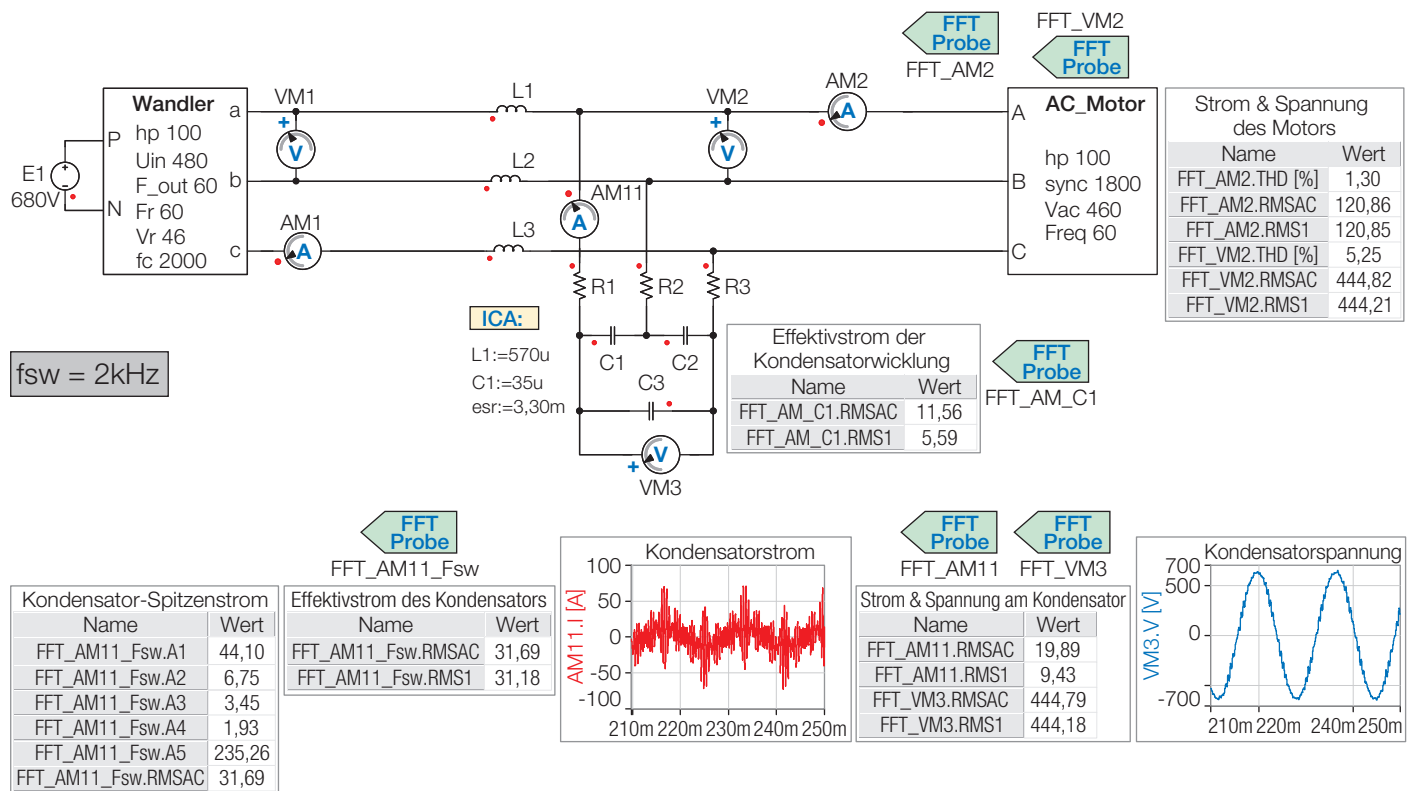 FFT
Probe
FFT_AM2
FFT_VM2
FFT
Probe
Wandler
hp 100
Uin 480
F_out 60
Fr 60
Vr 46
fc 2000
P
N
a
b
c
E1
680V
+
−
VM1
+
V
AM1
A
L1
L2
L3
AM11
A
VM2
+
V
AM2
A
AC_Motor
hp 100
sync 1800
Vac 460
Freq 60
A
B
C
Strom & Spannung
des Motors
Name Wert
FFT_AM2.THD [%] 1,30
FFT_AM2.RMSAC 120,86
FFT_AM2.RMS1 120,85
FFT_VM2.THD [%] 5,25
FFT_VM2.RMSAC 444,82
FFT_VM2.RMS1 444,21
R1
R2
R3
ICA:
L1:=570u
C1:=35u
esr:=3,30m
C1
C2
C3
+
V
VM3
fsw = 2kHz
Effektivstrom der
Kondensatorwicklung
Name Wert
FFT_AM_C1.RMSAC 11,56
FFT_AM_C1.RMS1 5,59
FFT
Probe
FFT_AM_C1
Kondensator-Spitzenstrom
Name Wert
FFT_AM11_Fsw.A1 44,10
FFT_AM11_Fsw.A2 6,75
FFT_AM11_Fsw.A3 3,45
FFT_AM11_Fsw.A4 1,93
FFT_AM11_Fsw.A5 235,26
FFT_AM11_Fsw.RMSAC 31,69
FFT
Probe
FFT_AM11_Fsw
Effektivstrom des Kondensators
Name Wert
FFT_AM11_Fsw.RMSAC 31,69
FFT_AM11_Fsw.RMS1 31,18
Kondensatorstrom
AM11.I [A]
100
50
0
-50
-100
210m 220m 230m 240m 250m
FFT
Probe
FFT_AM11
FFT
Probe
FFT_VM3
Strom & Spannung am Kondensator
Name Wert
FFT_AM11.RMSAC 19,89
FFT_AM11.RMS1 9,43
FFT_VM3.RMSAC 444,79
FFT_VM3.RMS1 444,18
Kondensatorspannung
VM3.V [V]
700
500
0
-700
210m 220m 240m 250m